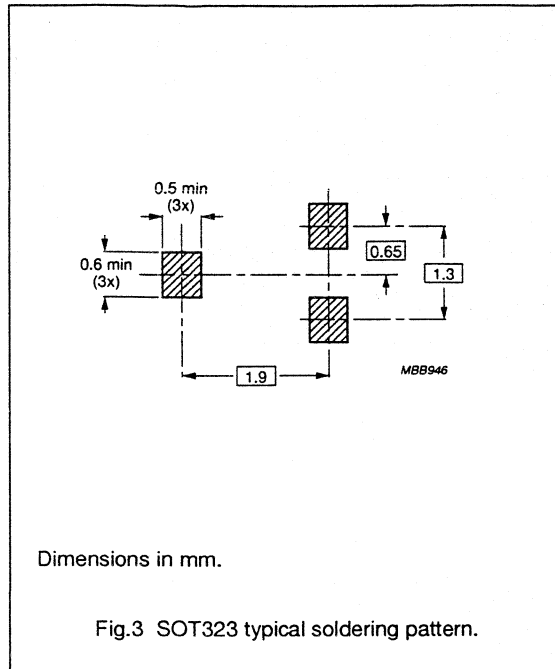 0.5 min
(3x)
0.6 min
(3x)
0.65
1.3
1.9
MBB946
Dimensions in mm.
Fig.3 SOT323 typical soldering pattern.